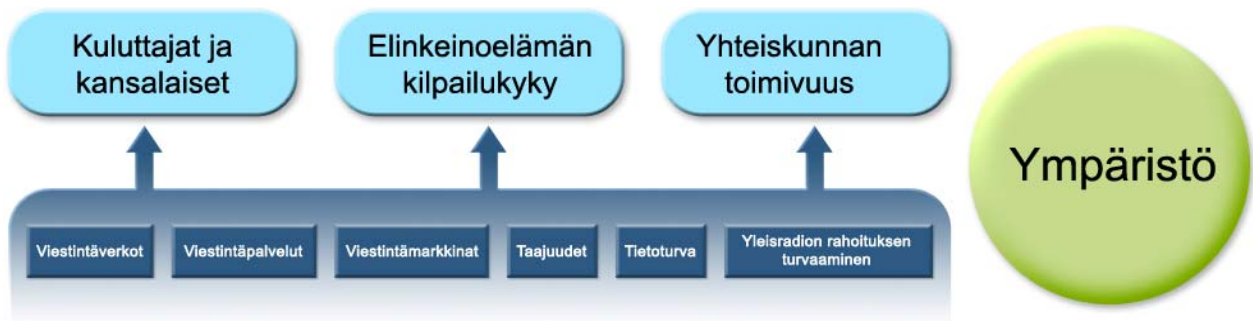 Kuluttajat ja
kansalaiset
Elinkeinoelämän
kilpailukyky
Yhteiskunnan
toimivuus
Ympäristö
Viestintäverkot
Viestintäpalvelut
Viestintämarkkinat
Taajuudet
Tietoturva
Yleisradion rahoituksen
turvaaminen